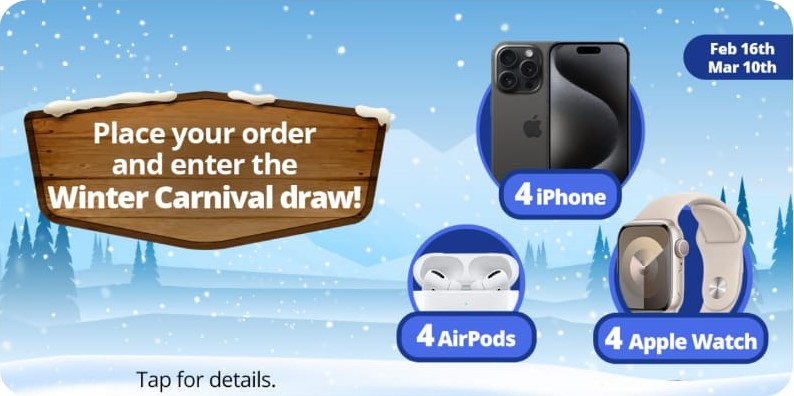 Feb 16th
Mar 10th
Place your order
and enter the
Winter Carnival draw!
4 iPhone
4 AirPods
4 Apple Watch
Tap for details.